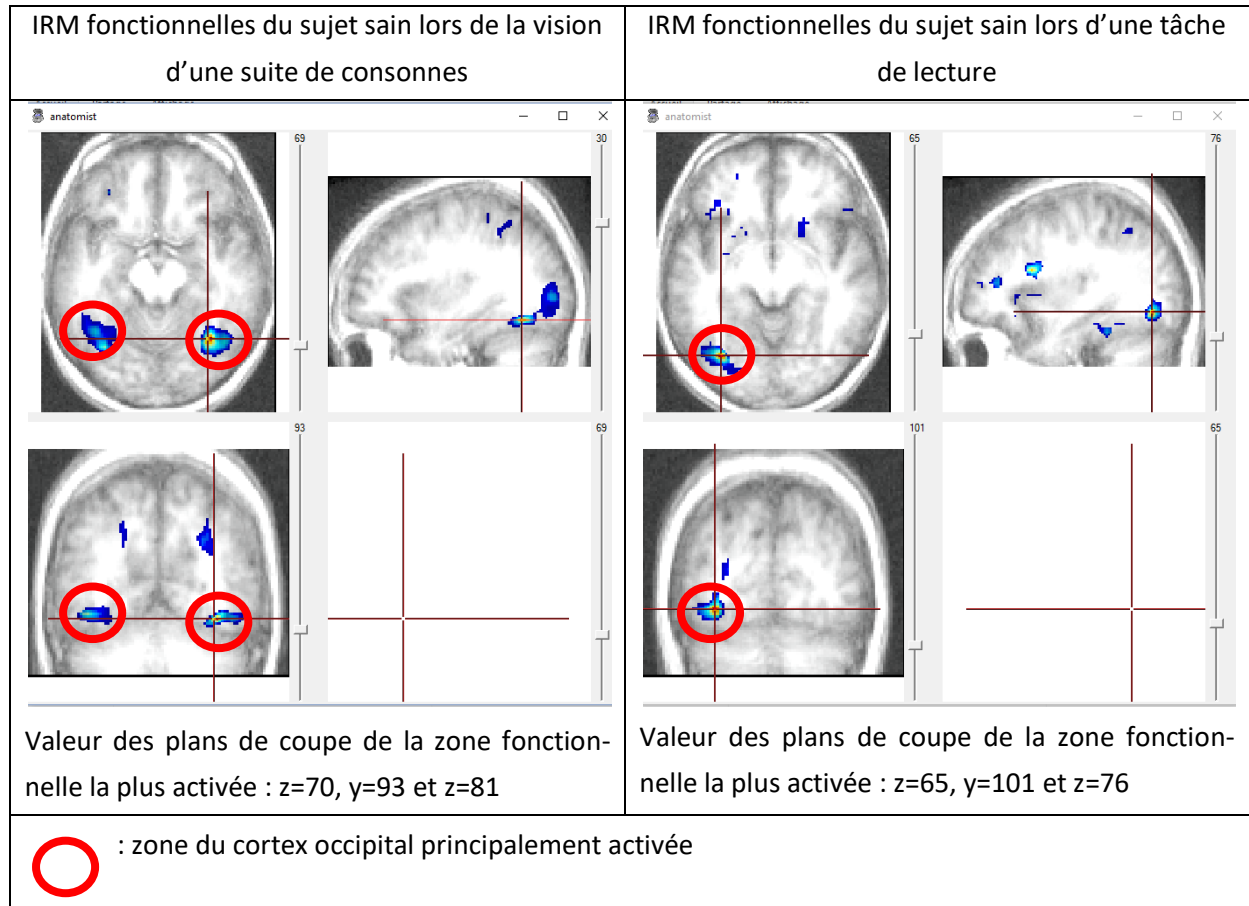 IRM fonctionnelles du sujet sain lors de la vision
d’une suite de consonnes
IRM fonctionnelles du sujet sain lors d’une tâche
de lecture
anatomist
69
30
93
69
anatomist
65
76
101
65
Valeur des plans de coupe de la zone fonction-
nelle la plus activée : z=70, y=93 et z=81
Valeur des plans de coupe de la zone fonction-
nelle la plus activée : z=65, y=101 et z=76
: zone du cortex occipital principalement activée